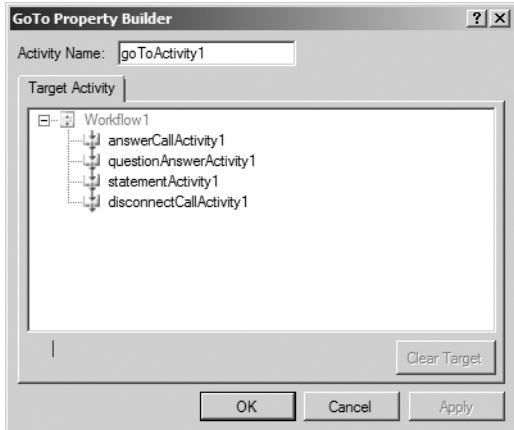 GoTo Property Builder
Activity Name: goToActivity1
Target Activity
Workflow1
answerCallActivity1
questionAnswerActivity1
statementActivity1
disconnectCallActivity1
Clear Target
OK Cancel Apply